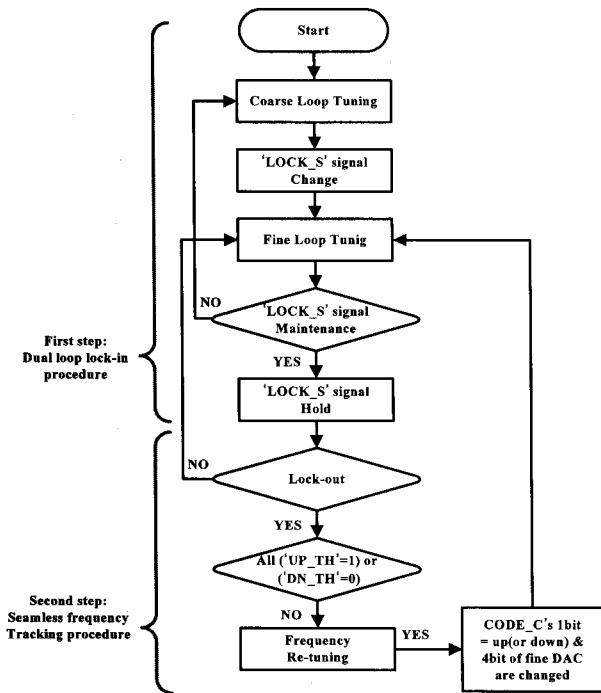 Start
Coarse Loop Tuning
‘LOCK_S’ signal
Change
Fine Loop Tunig
NO
‘LOCK_S’ signal
Maintenance
First step:
Dual loop lock-in
procedure
YES
‘LOCK_S’ signal
Hold
NO
Lock-out
YES
All (‘UP_TH‘=1) or
(‘DN_TH‘=0)
Second step:
Seamless frequency
Tracking procedure
NO
Frequency
Re-tuning
YES
CODE_C’s 1bit
= up(or down) &
4bit of fine DAC
are changed